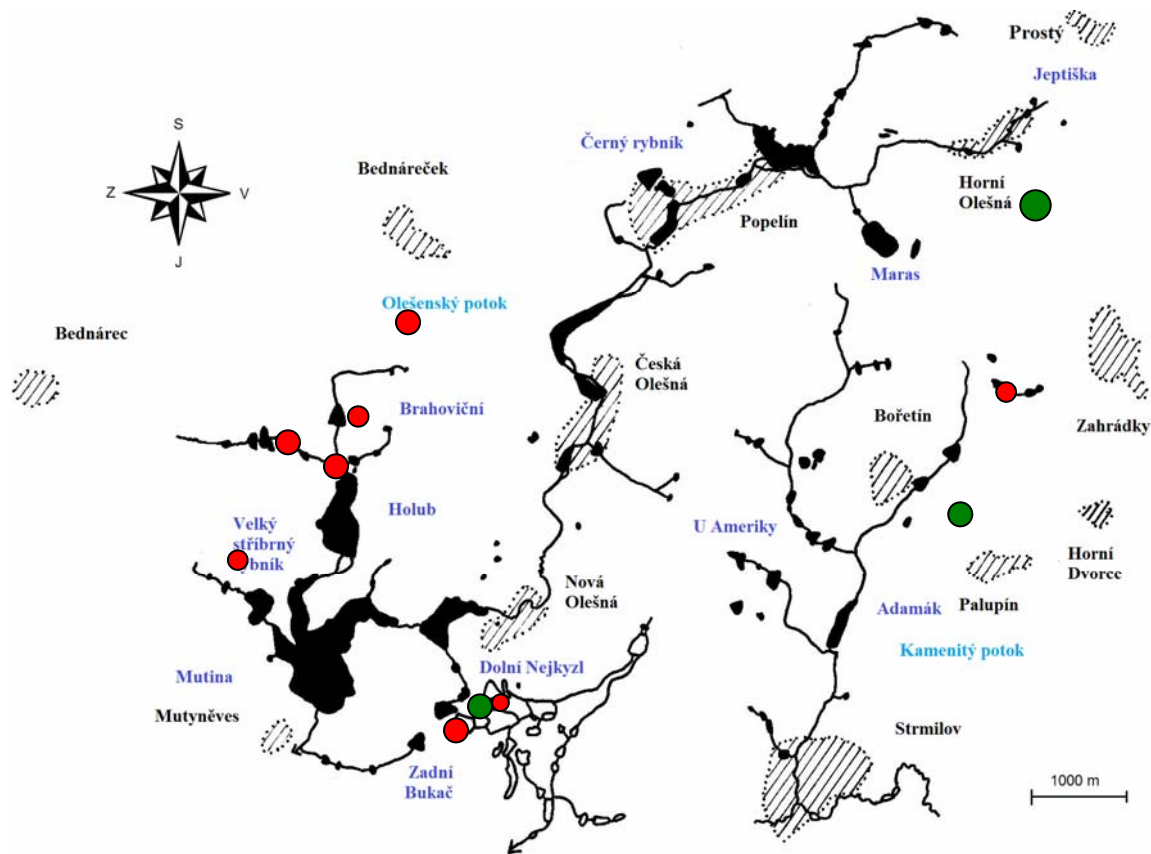 Prostý
Jeptiška
S
Z
V
J
Černý rybník
Bednáreček
Horní
Olešná
Popelín
Maras
Olešenský potok
Bednárec
Česká
Olešná
Brahoviční
Bořetín
Zahrádky
Holub
Velký
stříbrný
rybník
U Ameriky
Horní
Dvorce
Nová
Olešná
Palupín
Adamák
Kamenitý potok
Dolní Nejkyzl
Mutina
Mutyněves
Strmilov
Zadní
Bukač
1000 m